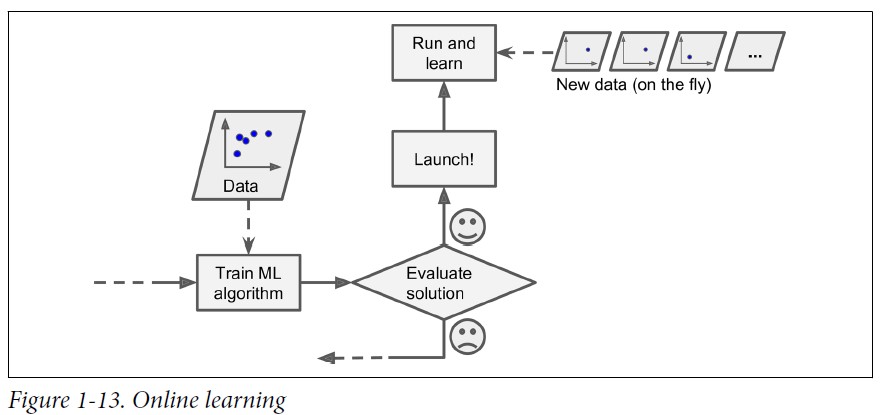 Run and
learn
...
New data (on the fly)
Launch!
Data
Train ML
algorithm
Evaluate
solution
Figure 1-13. Online learning